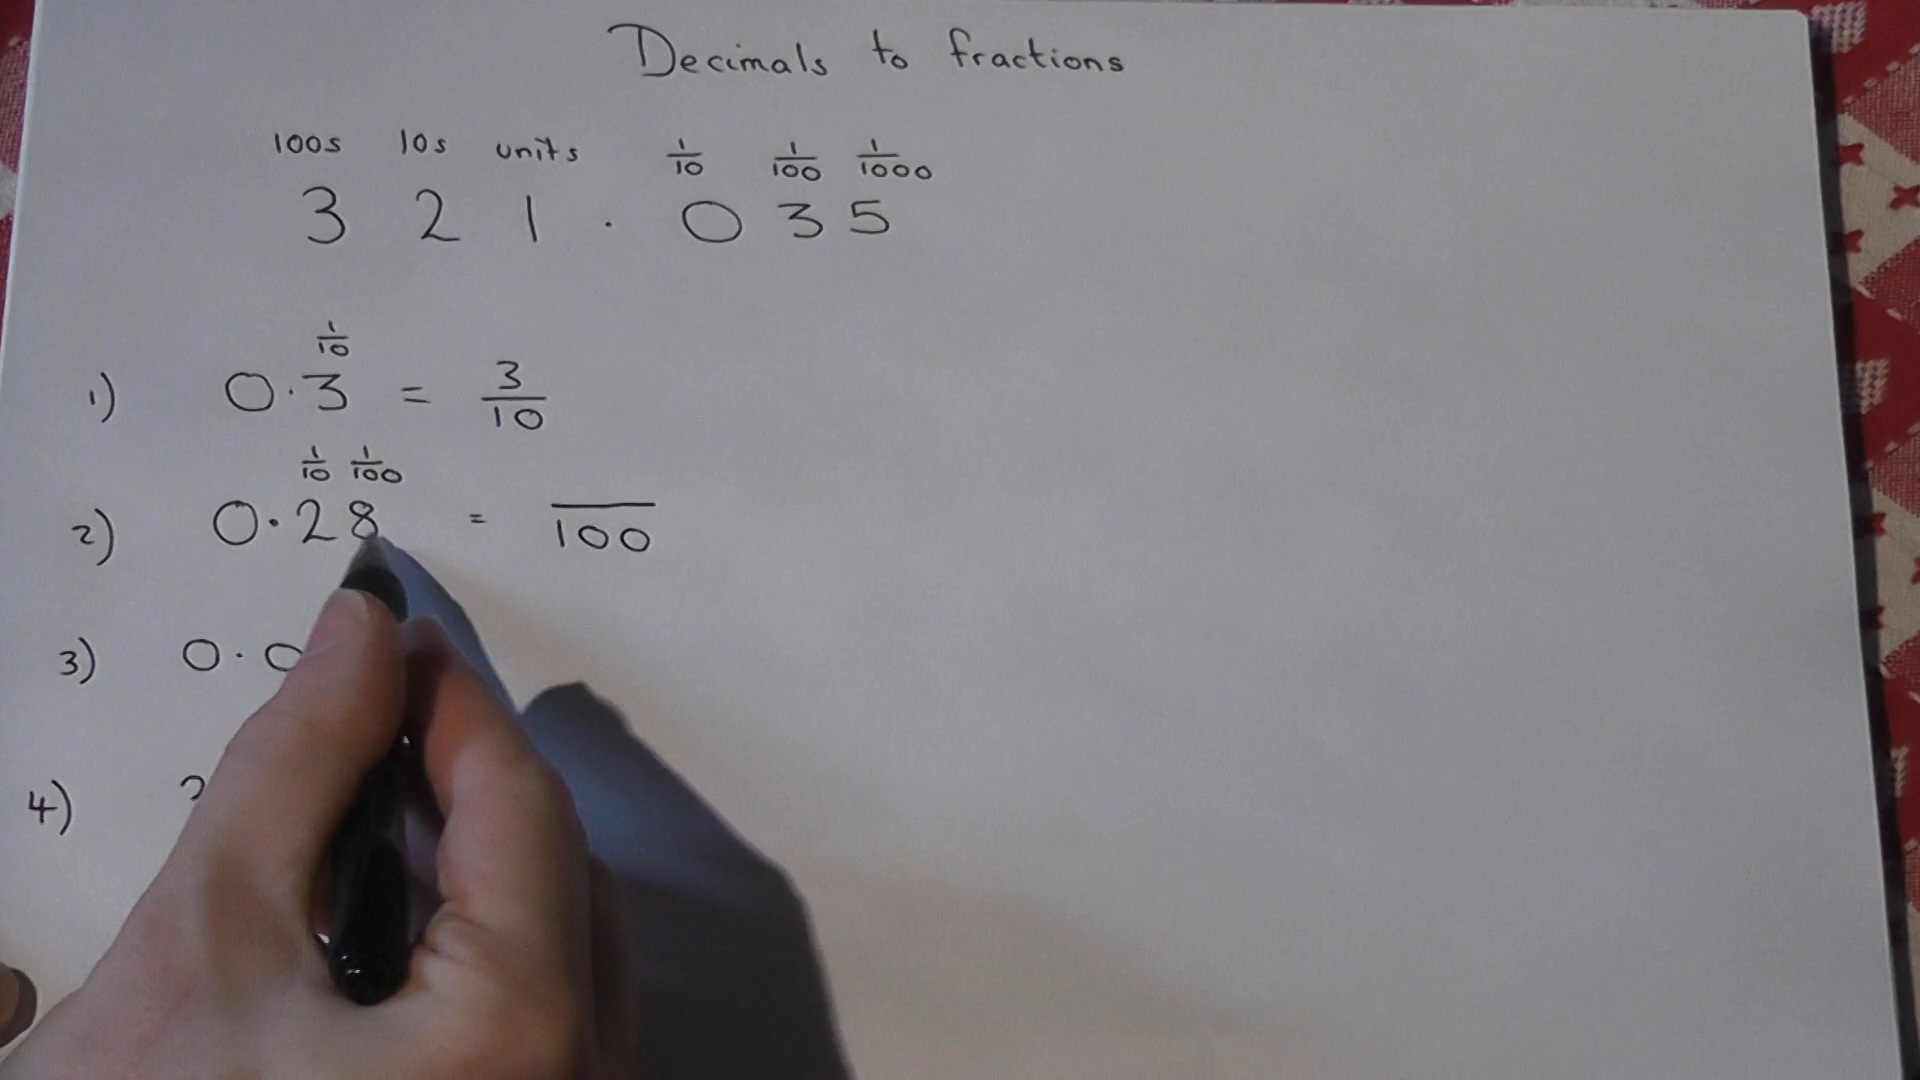 Decimals to fractions
100s 10s units 1/10 1/100 1/1000
3 2 1 . 0 3 5
1/10
1) 0.3 = 3/10
1/10 1/100
2) 0.28 = /100
3) 0.0
4)